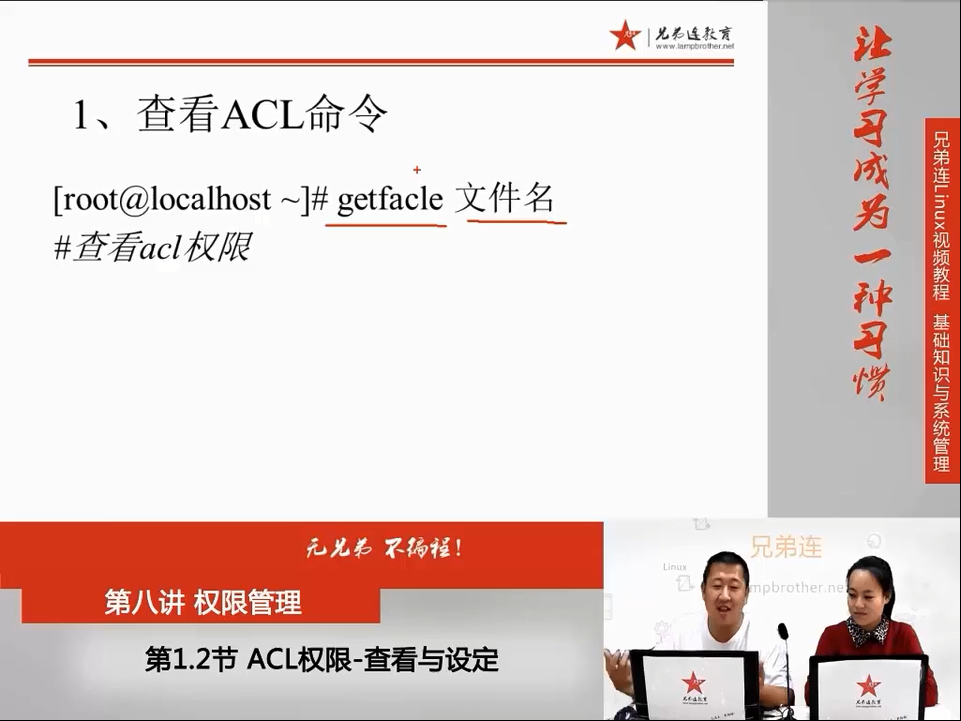 兄弟连教育
www.lampbrother.net
1、查看ACL命令
[root@localhost ~]# getfacle 文件名
#查看acl权限
让学习成为一种习惯
兄弟连Linux视频教程 基础知识与系统管理
无兄弟 不编程!
第八讲 权限管理
第1.2节 ACL权限-查看与设定
兄弟连
Linux
mpbrother.ne